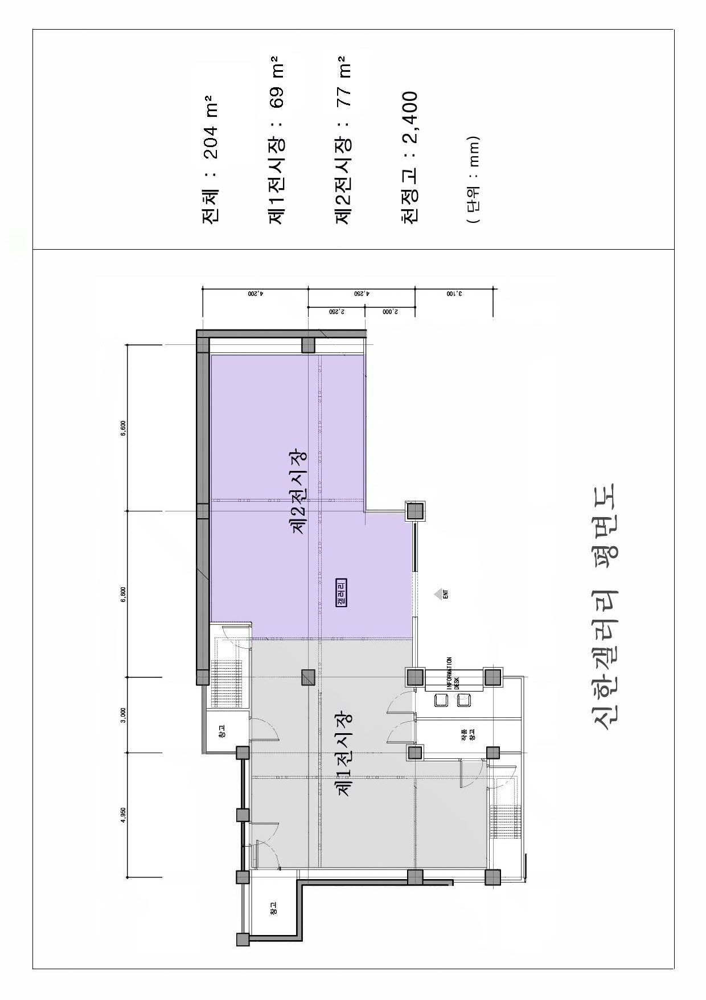 전체 : 204 m²
제1전시장 : 69 m²
제2전시장 : 77 m²
천정고 : 2,400
( 단위 : mm)
4,200
4,250
3,100
2,250
2,000
6,600
6,600
3,000
4,950
제2전시장
갤러리
ENT
INFORMATION
DESK
창고
제1전시장
작품
창고
창고
신한갤러리 평면도